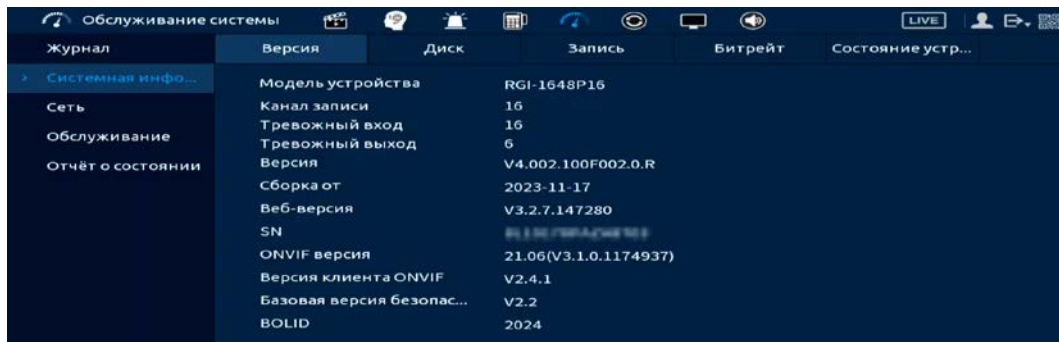 Обслуживание системы LIVE
Журнал Версия Диск Запись Битрейт Состояние устр...
Системная инфо... Модель устройства RGI-1648P16
Сеть Канал записи 16
Тревожный вход 16
Обслуживание Тревожный выход 6
Отчёт о состоянии Версия V4.002.100F002.0.R
Сборка от 2023-11-17
Веб-версия V3.2.7.147280
SN
ONVIF версия 21.06(V3.1.0.1174937)
Версия клиента ONVIF V2.4.1
Базовая версия безопас... V2.2
BOLID 2024